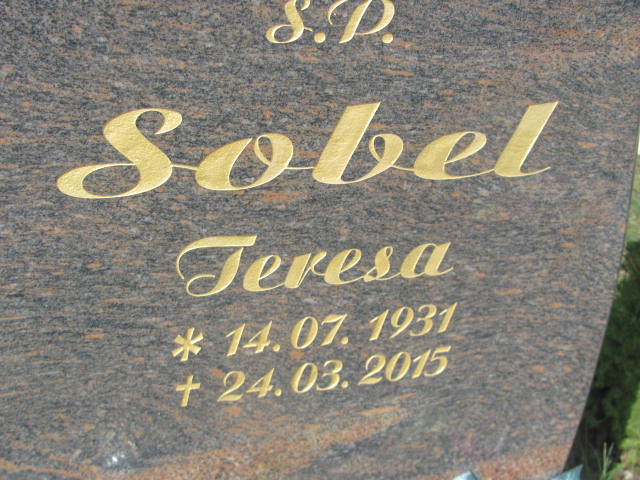 S.P.
Sobel
Teresa
* 14.07.1931
+ 24.03.2015